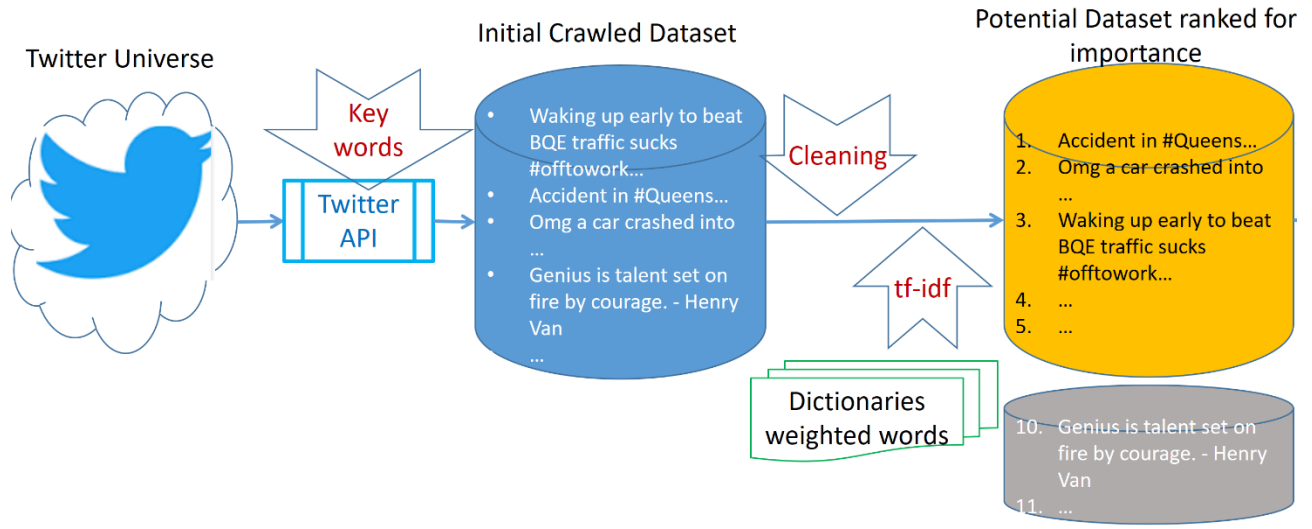 Twitter Universe
Key
words
Twitter
API
Initial Crawled Dataset
• Waking up early to beat
BQE traffic sucks
#offtowork...
• Accident in #Queens...
• Omg a car crashed into
...
• Genius is talent set on
fire by courage. - Henry
Van
...
Cleaning
tf-idf
Dictionaries
weighted words
Potential Dataset ranked for
importance
1. Accident in #Queens...
2. Omg a car crashed into
...
3. Waking up early to beat
BQE traffic sucks
#offtowork...
4. ...
5. ...
10. Genius is talent set on
fire by courage. - Henry
Van
11. ...